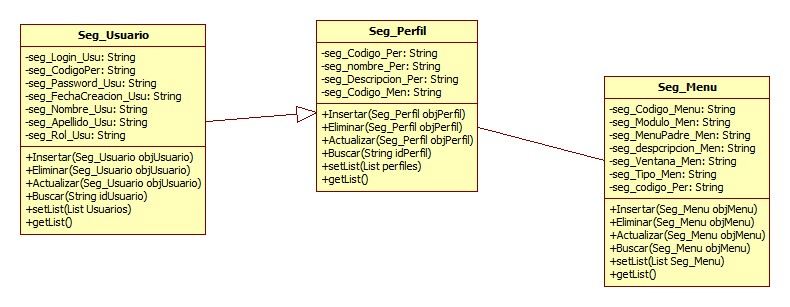 Seg_Usuario
-seg_Login_Usu: String
-seg_CodigoPer: String
-seg_Password_Usu: String
-seg_FechaCreacion_Usu: String
-seg_Nombre_Usu: String
-seg_Apellido_Usu: String
-seg_Rol_Usu: String
+Insertar(Seg_Usuario objUsuario)
+Eliminar(Seg_Usuario objUsuario)
+Actualizar(Seg_Usuario objUsuario)
+Buscar(String idUsuario)
+setList(List Usuarios)
+getList()
Seg_Perfil
-seg_Codigo_Per: String
-seg_nombre_Per: String
-seg_Descripcion_Per: String
-seg_Codigo_Men: String
+Insertar(Seg_Perfil objPerfil)
+Eliminar(Seg_Perfil objPerfil)
+Actualizar(Seg_Perfil objPerfil)
+Buscar(String idPerfil)
+setList(List perfiles)
+getList()
Seg_Menu
-seg_Codigo_Menu: String
-seg_Modulo_Men: String
-seg_MenuPadre_Men: String
-seg_despcripcion_Men: String
-seg_Ventana_Men: String
-seg_Tipo_Men: String
-seg_codigo_Per: String
+Insertar(Seg_Menu objMenu)
+Eliminar(Seg_Menu objMenu)
+Actualizar(Seg_Menu objMenu)
+Buscar(Seg_Menu objMenu)
+setList(List Seg_Menu)
+getList()